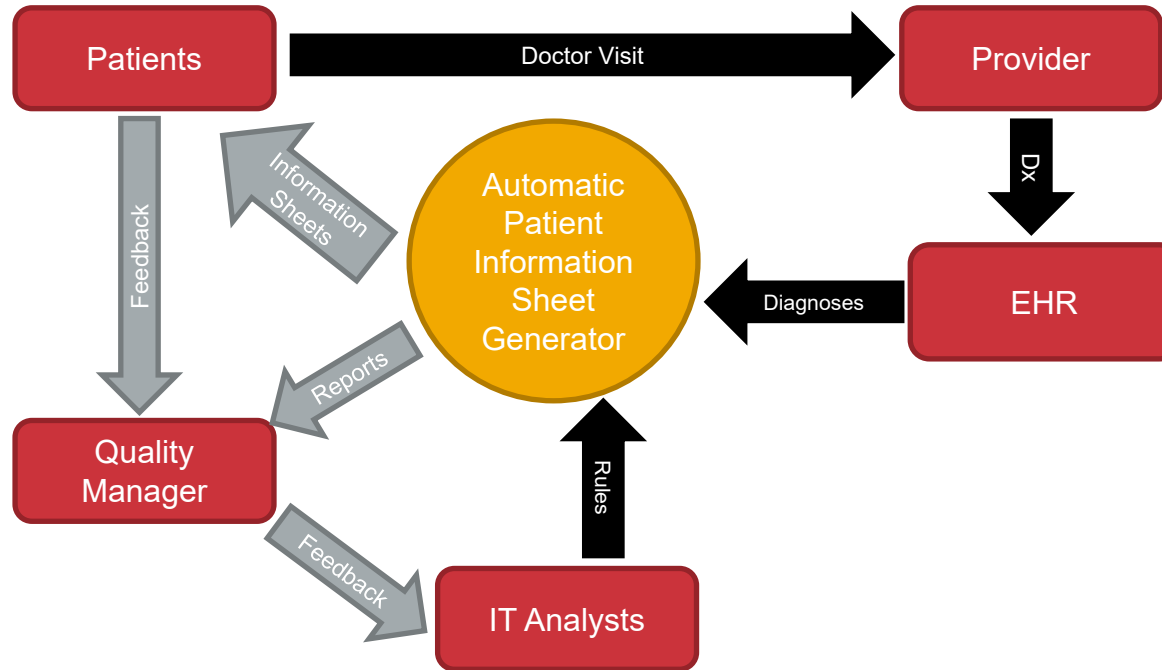 Patients
Doctor Visit
Provider
Dx
Information
Sheets
Feedback
Automatic
Patient
Information
Sheet
Generator
Diagnoses
EHR
Reports
Quality
Manager
Rules
Feedback
IT Analysts